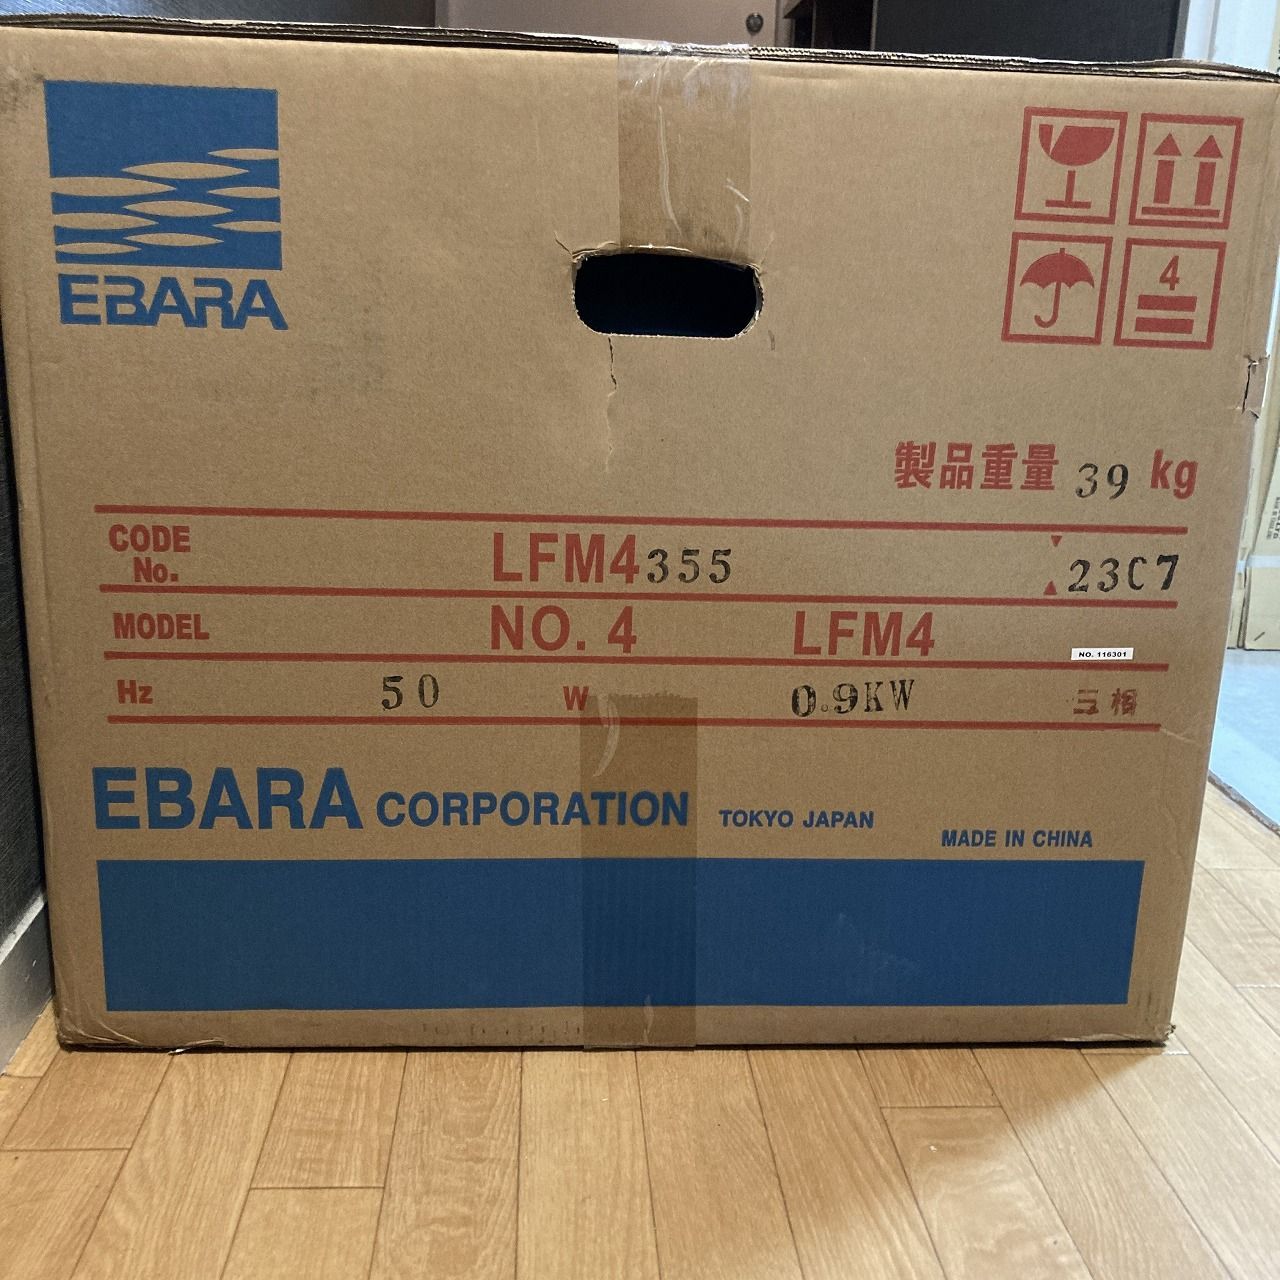 EBARA
4
製品重量 39 kg
CODE No. LFM4355 23C7
MODEL NO. 4 LFM4
NO. 116301
Hz 50 W 0.9KW 三相
EBARA CORPORATION TOKYO JAPAN
MADE IN CHINA